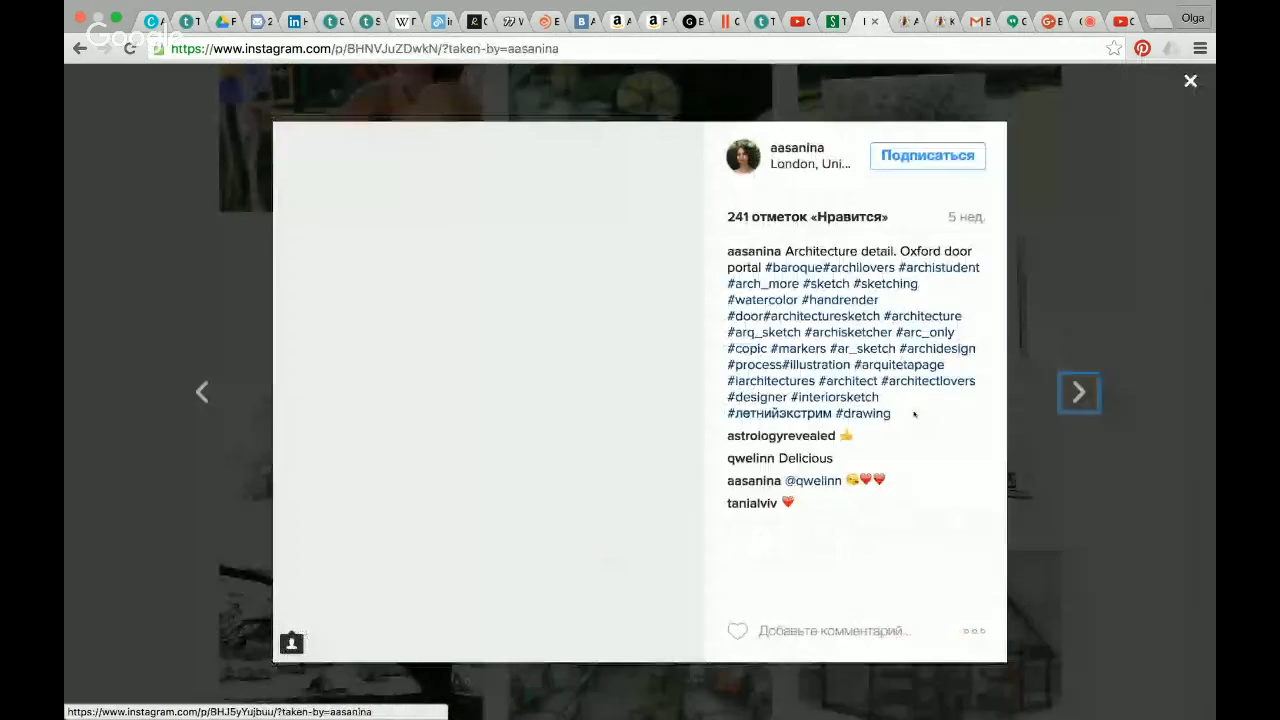 Olga
Google
https://www.instagram.com/p/BHNVJuZDwkN/?taken-by=aasanina
aasanina
London, Uni...
Подписаться
241 отметок «Нравится»
5 нед.
aasanina Architecture detail. Oxford door
portal #baroque#archilovers #archistudent
#arch_more #sketch #sketching
#watercolor #handrender
#door#architecturesketch #architecture
#arq_sketch #archisketcher #arc_only
#copic #markers #ar_sketch #archidesign
#process#illustration #arquitetapage
#iarchitectures #architect #architectlovers
#designer #interiorsketch
#летнийэкстрим #drawing
astrologyrevealed 👍
qwelinn Delicious
aasanina @qwelinn 😘❤❤
tanialviv ❤
Добавьте комментарий...
https://www.instagram.com/p/BHJ5yYujbuu/?taken-by=aasanina